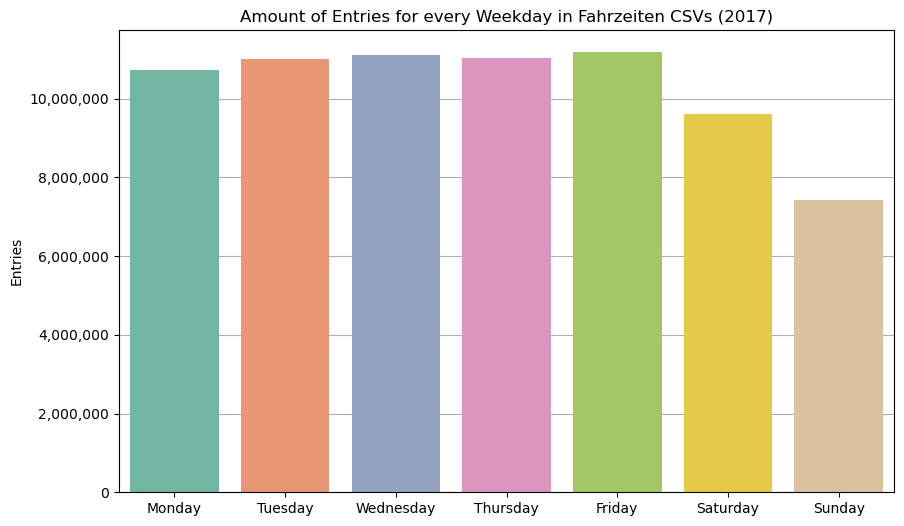 Amount of Entries for every Weekday in Fahrzeiten CSVs (2017)
Entries
10,000,000
8,000,000
6,000,000
4,000,000
2,000,000
0
Monday Tuesday Wednesday Thursday Friday Saturday Sunday